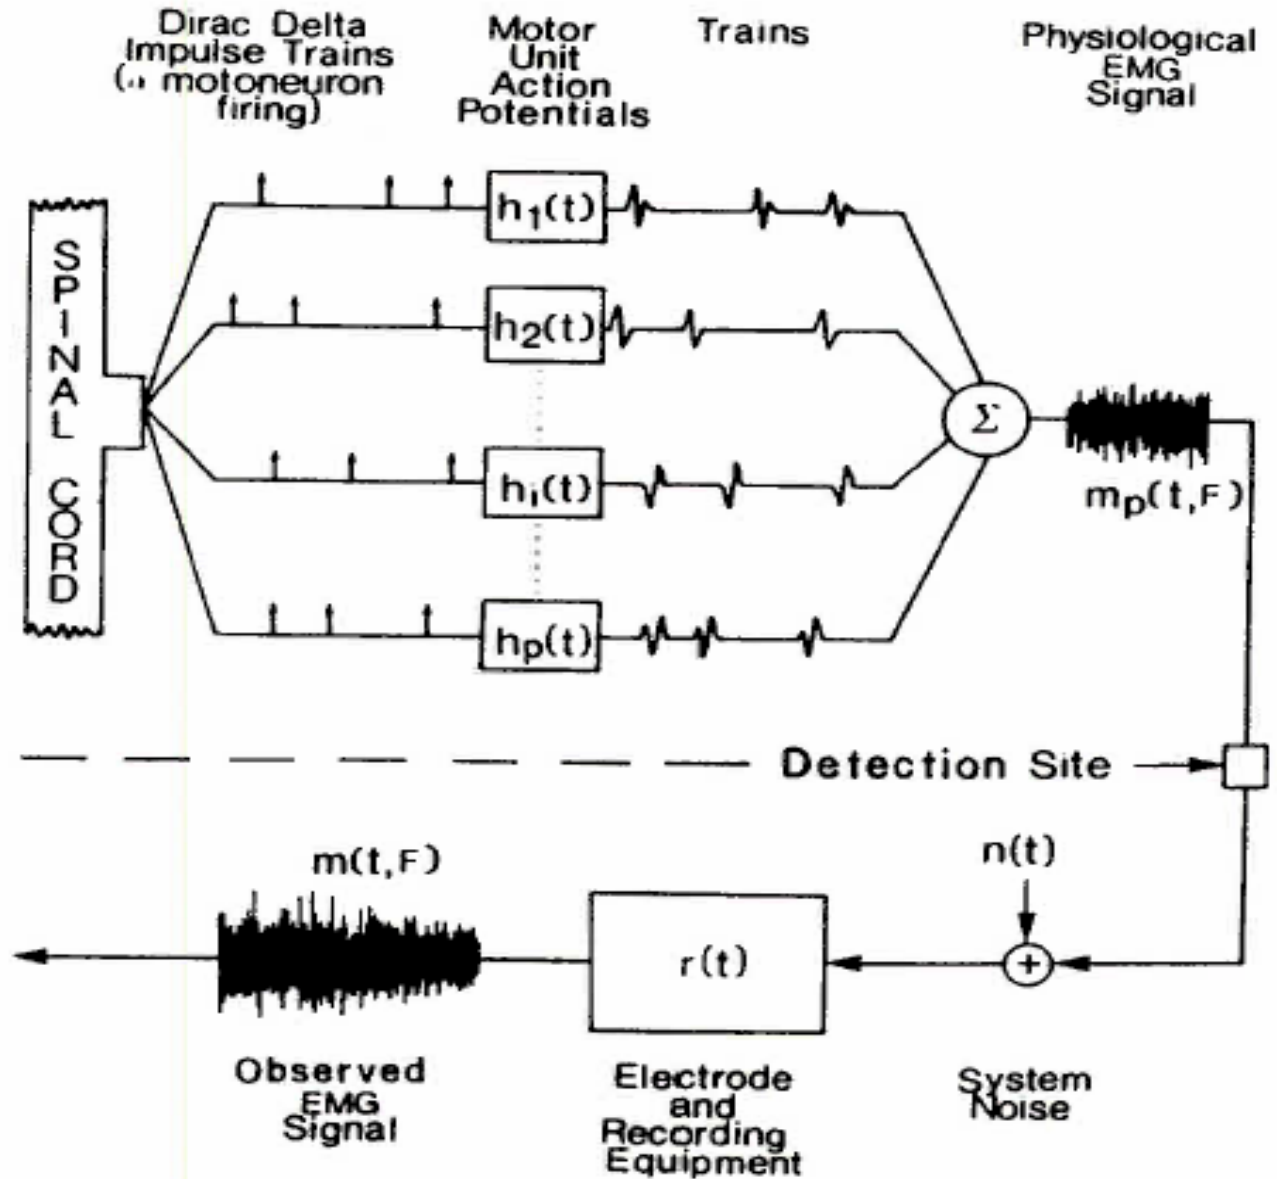 Dirac Delta
Impulse Trains
motoneuron
firing)
Motor
Unit
Action
Potentials
Trains
Physiological
EMG
Signal
SPINAL CORD
h₁(t)
h₂(t)
hᵢ(t)
hₚ(t)
Σ
mₚ(t,F)
Detection Site
n(t)
+
m(t,F)
r(t)
Observed
EMG
Signal
Electrode
and
Recording
Equipment
System
Noise